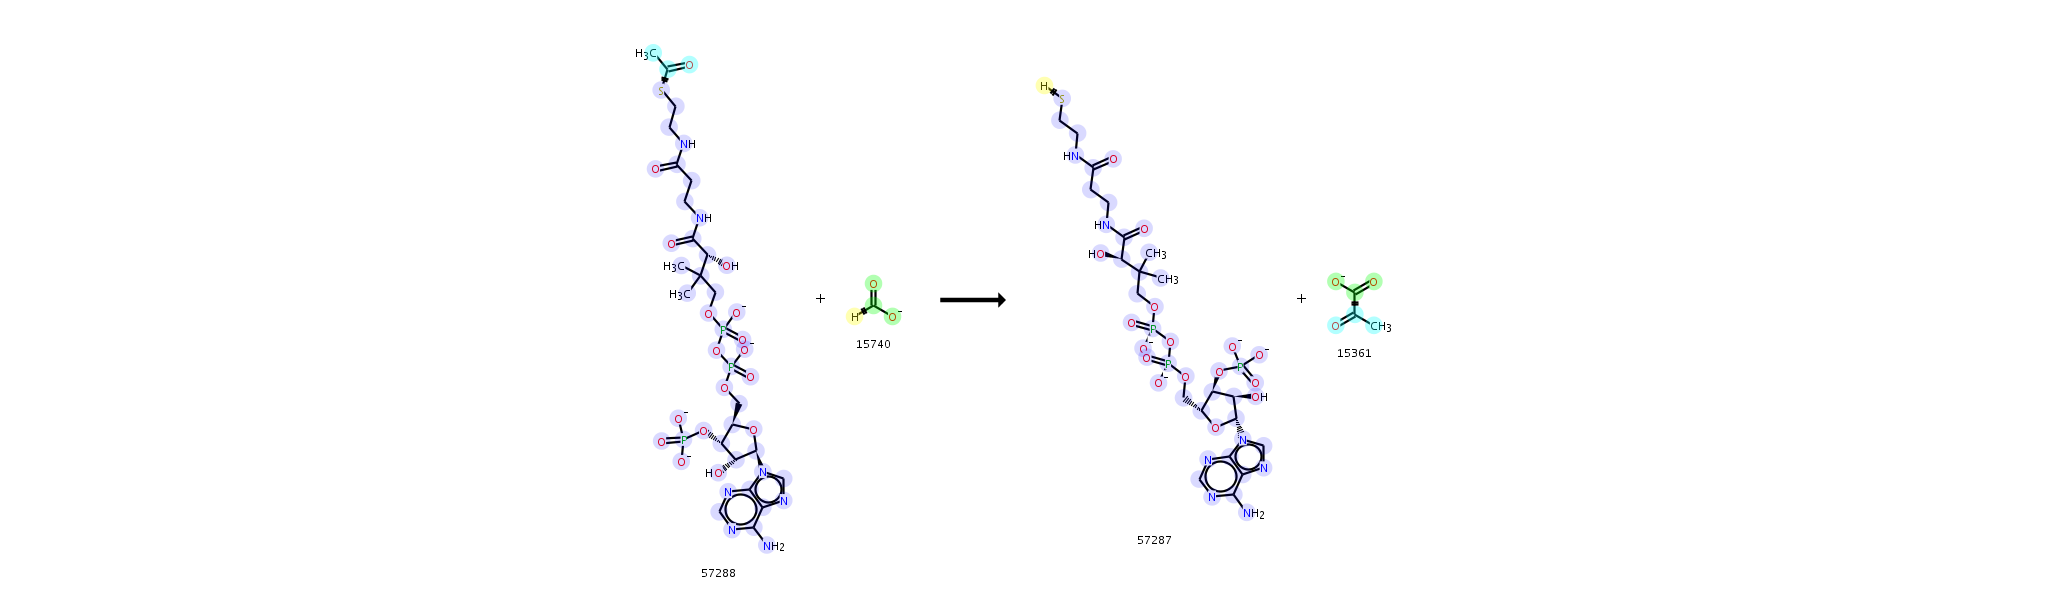 H3C
O
S
NH
O
NH
O
OH
H3C
H3C
O
O-
P
O
O
O-
P
O
O
O-
O
P
O
O-
O
HO
N
N
N
N
NH2
57288
+
O
H
O-
15740
H
S
HN
O
HN
O
HO
CH3
CH3
O
O
P
O-
O
O
P
O-
O
O-
O-
P
O
O
OH
O
N
N
N
N
NH2
57287
+
O-
O
O
CH3
15361